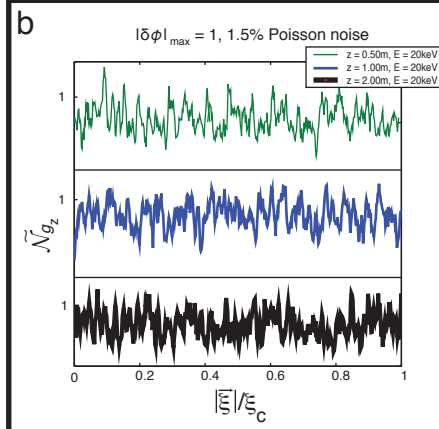 b
|δϕ|max = 1, 1.5% Poisson noise
z = 0.50m, E = 20keV
z = 1.00m, E = 20keV
z = 2.00m, E = 20keV
1
1
1
Ñgz
0 0.2 0.4 0.6 0.8 1
|ξ⃗|/ξc